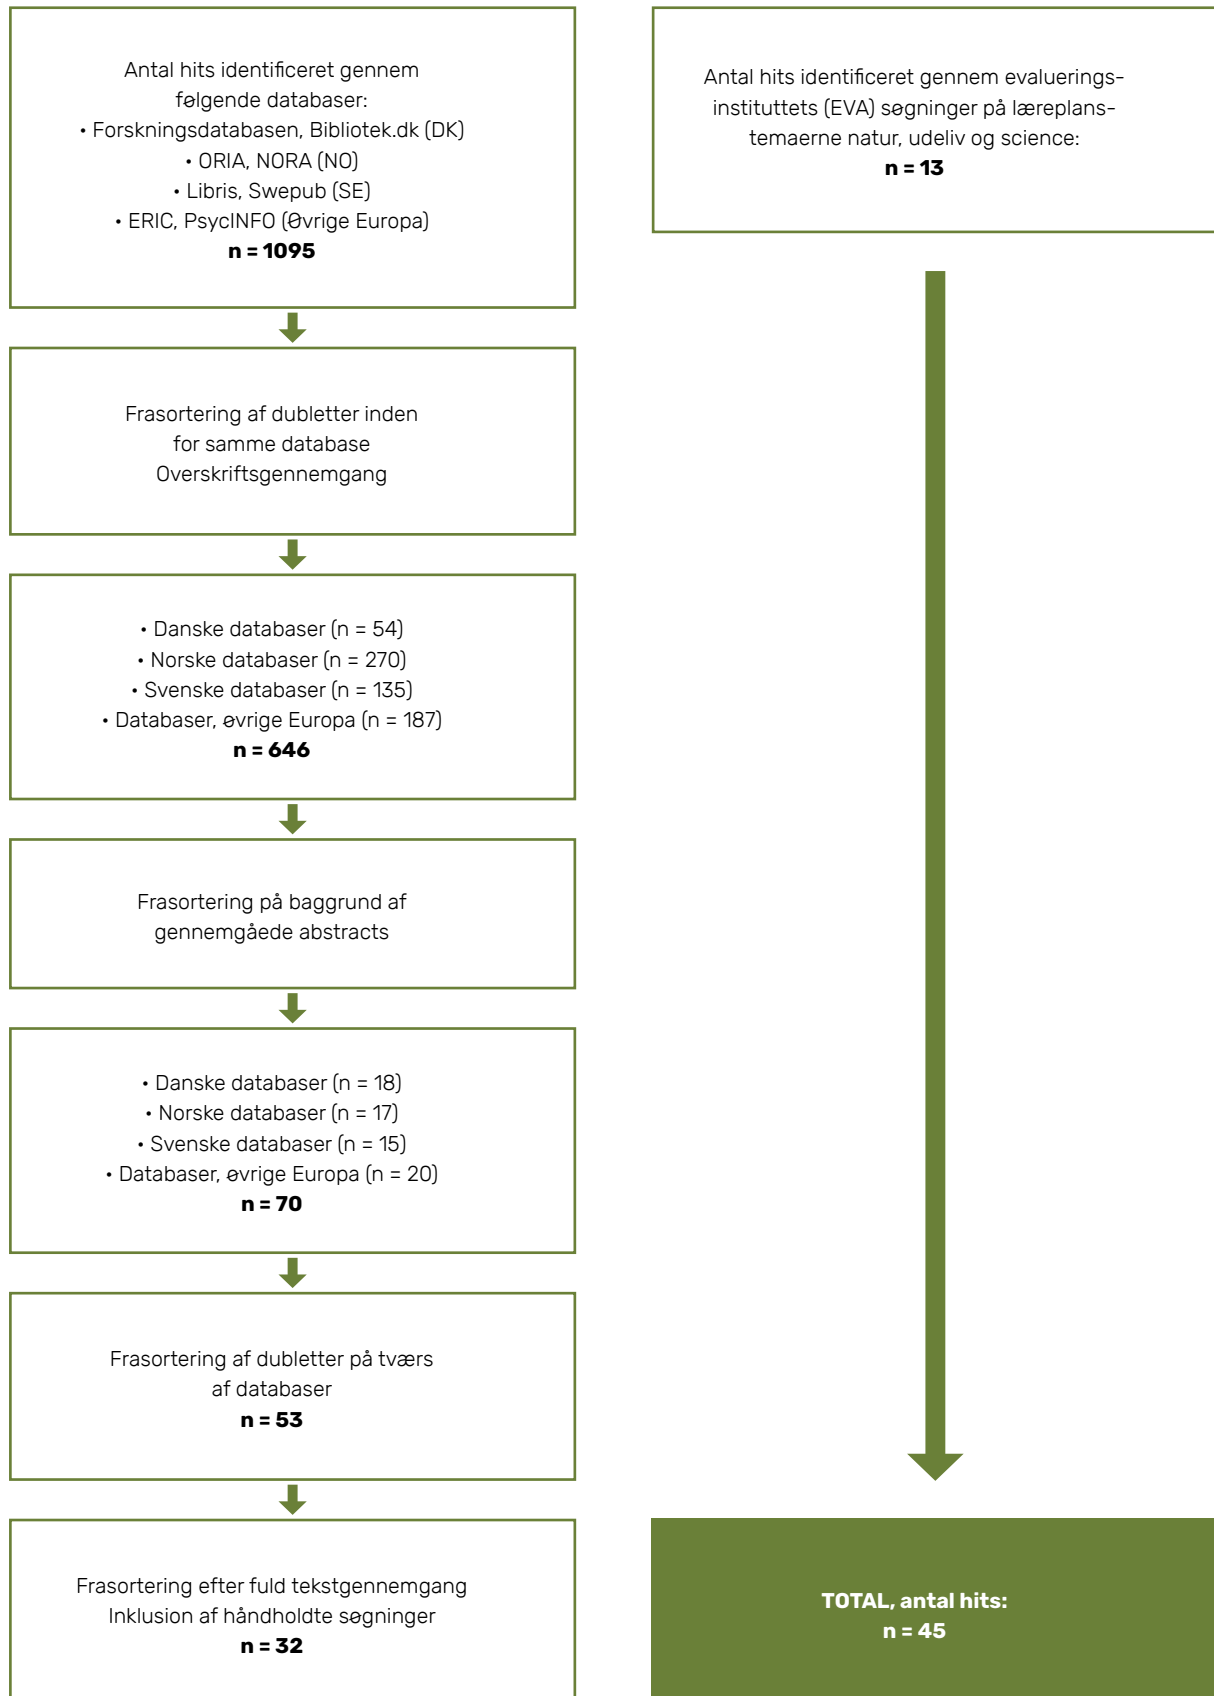 Antal hits identificeret gennem
følgende databaser:
• Forskningsdatabasen, Bibliotek.dk (DK)
• ORIA, NORA (NO)
• Libris, Swepub (SE)
• ERIC, PsycINFO (Øvrige Europa)
n = 1095
Frasortering af dubletter inden
for samme database
Overskriftsgennemgang
• Danske databaser (n = 54)
• Norske databaser (n = 270)
• Svenske databaser (n = 135)
• Databaser, øvrige Europa (n = 187)
n = 646
Frasortering på baggrund af
gennemgåede abstracts
• Danske databaser (n = 18)
• Norske databaser (n = 17)
• Svenske databaser (n = 15)
• Databaser, øvrige Europa (n = 20)
n = 70
Frasortering af dubletter på tværs
af databaser
n = 53
Frasortering efter fuld tekstgennemgang
Inklusion af håndholdte søgninger
n = 32
Antal hits identificeret gennem evaluerings-
instituttets (EVA) søgninger på læreplans-
temaerne natur, udeliv og science:
n = 13
TOTAL, antal hits:
n = 45